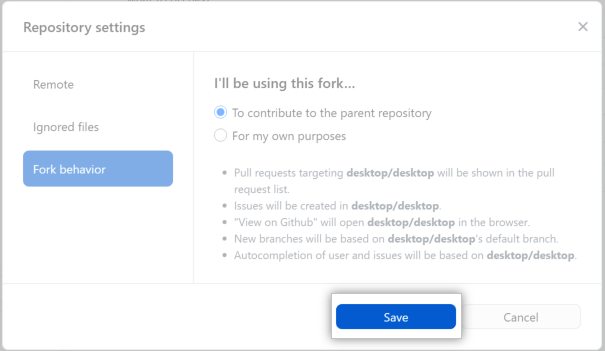 Repository settings
Remote
Ignored files
Fork behavior
I'll be using this fork...
To contribute to the parent repository
For my own purposes
Pull requests targeting desktop/desktop will be shown in the pull
request list.
Issues will be created in desktop/desktop.
"View on Github" will open desktop/desktop in the browser.
New branches will be based on desktop/desktop's default branch.
Autocompletion of user and issues will be based on desktop/desktop.
Save
Cancel